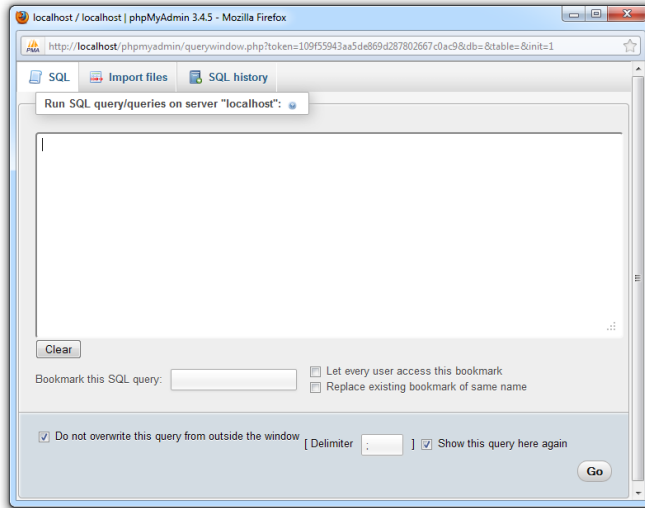 localhost / localhost | phpMyAdmin 3.4.5 - Mozilla Firefox
PMA http://localhost/phpmyadmin/querywindow.php?token=109f55943aa5de869d287802667c0ac9&db=&table=&init=1
SQL Import files SQL history
Run SQL query/queries on server "localhost":
Clear
Bookmark this SQL query:
Let every user access this bookmark
Replace existing bookmark of same name
Do not overwrite this query from outside the window [ Delimiter ; ] Show this query here again
Go